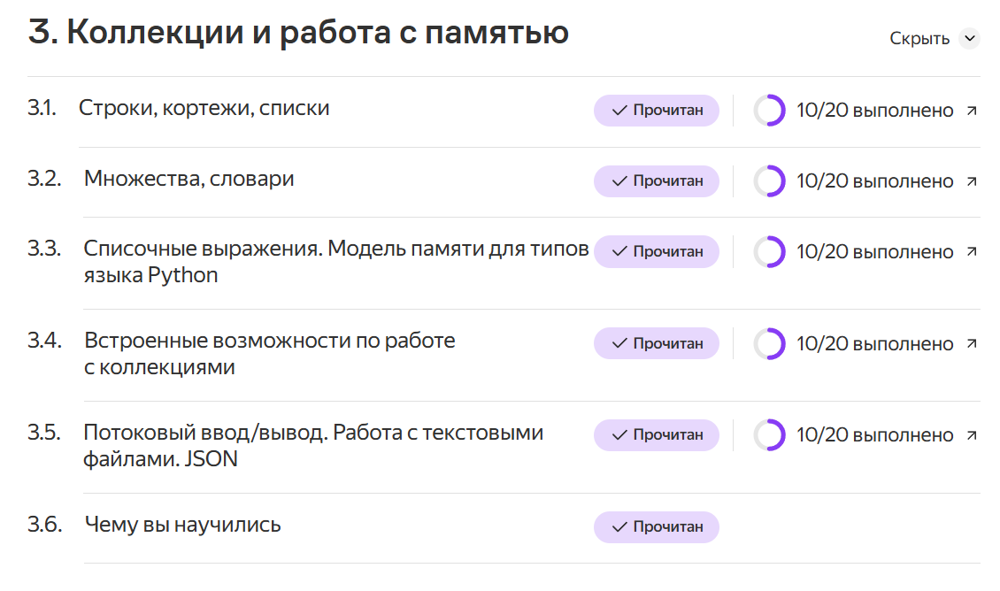 3. Коллекции и работа с памятью
Скрыть
3.1. Строки, кортежи, списки Прочитан 10/20 выполнено
3.2. Множества, словари Прочитан 10/20 выполнено
3.3. Списочные выражения. Модель памяти для типов Прочитан 10/20 выполнено
языка Python
3.4. Встроенные возможности по работе Прочитан 10/20 выполнено
с коллекциями
3.5. Потоковый ввод/вывод. Работа с текстовыми Прочитан 10/20 выполнено
файлами. JSON
3.6. Чему вы научились Прочитан